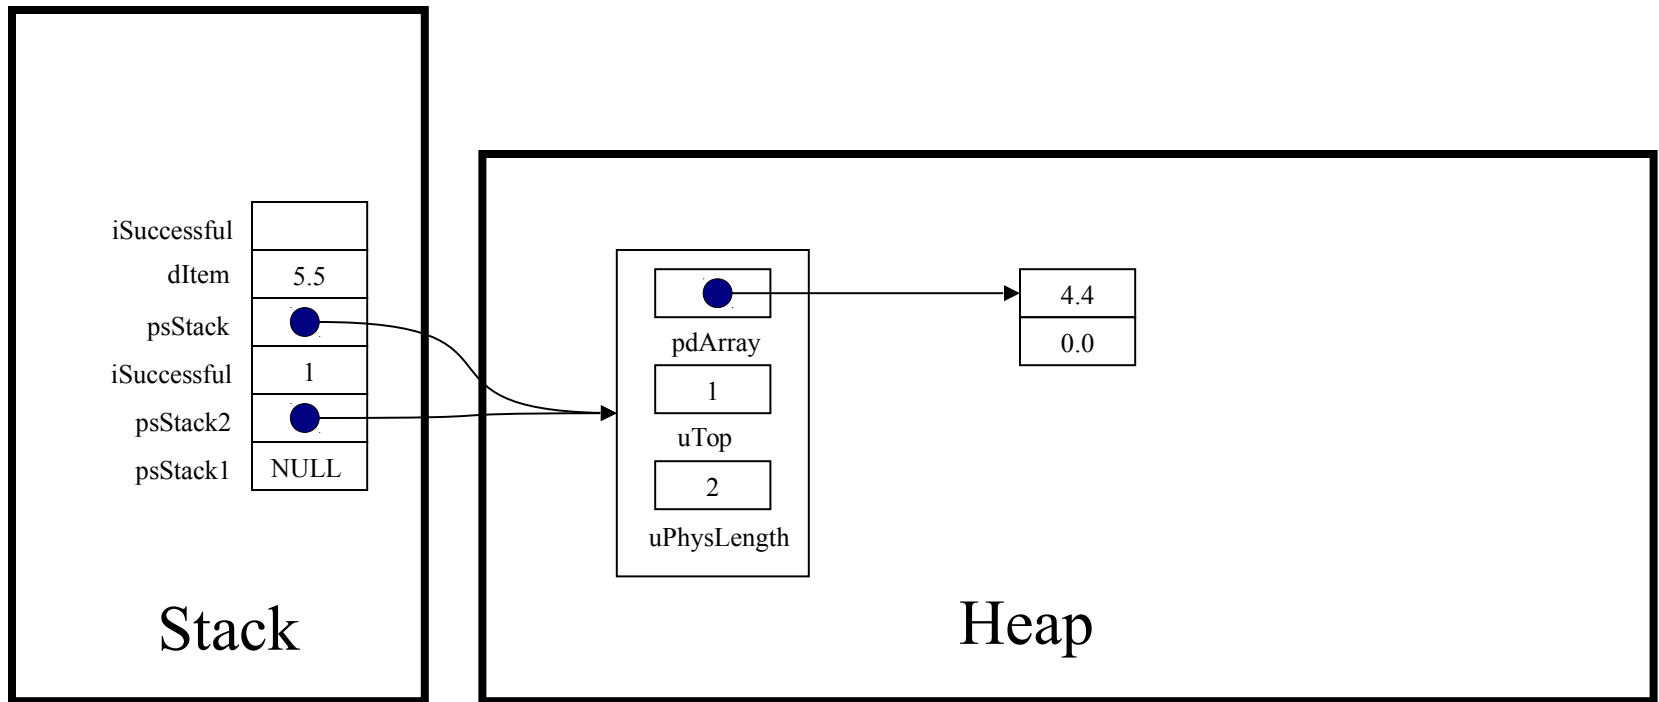 iSuccessful
dItem 5.5
psStack
iSuccessful 1
psStack2
psStack1 NULL
Stack
pdArray
1
uTop
2
uPhysLength
4.4
0.0
Heap